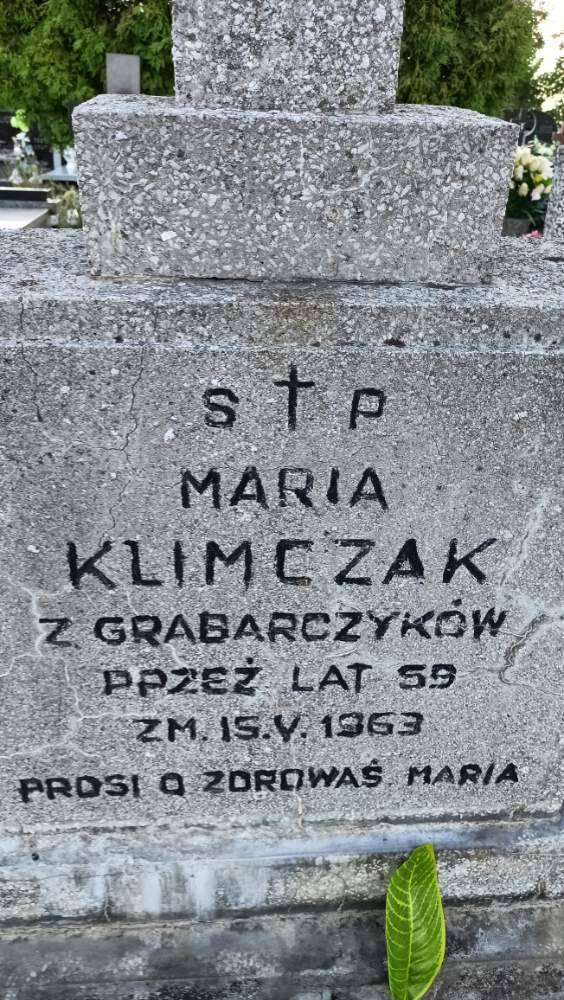 S † P
MARIA
KLIMCZAK
Z GRABARCZYKÓW
PPZEŻ LAT 59
ZM. 15.V. 1963
PROSI O ZDROWAŚ MARIA